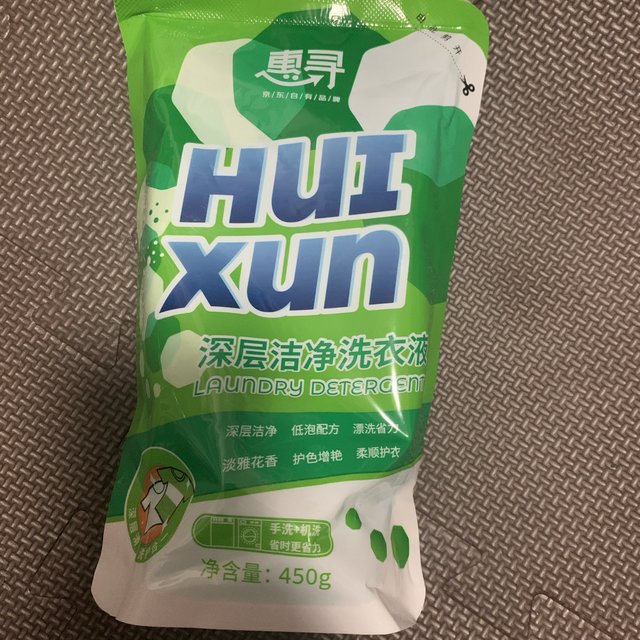 惠寻
京/东/自/有/品/牌
HUI
xun
深层洁净洗衣液
LAUNDRY DETERGENT
深层洁净 低泡配方 漂洗省力
淡雅花香 护色增艳 柔顺护衣
手洗+机洗
省时更省力
净含量：450g